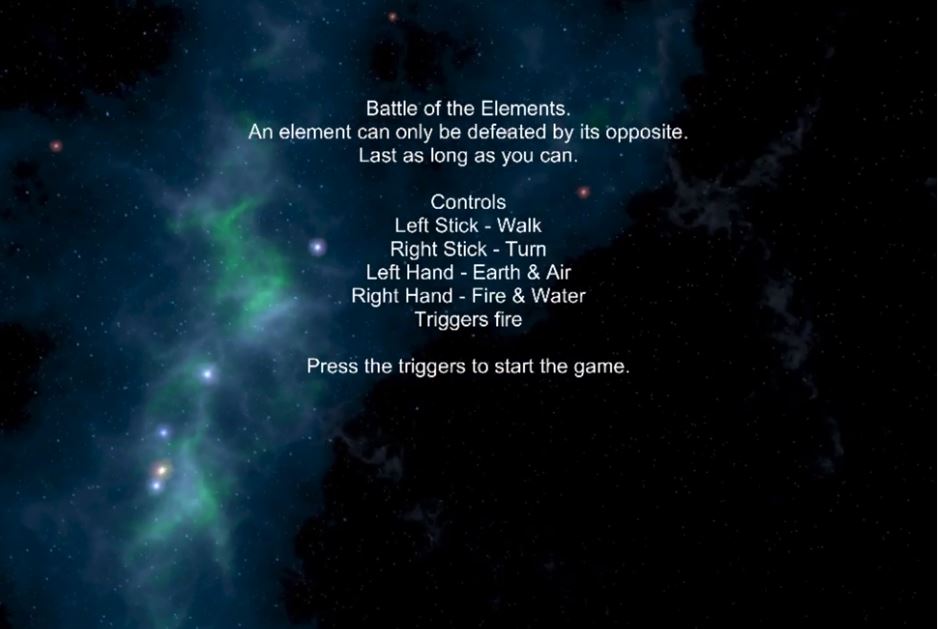 Battle of the Elements.
An element can only be defeated by its opposite.
Last as long as you can.
Controls
Left Stick - Walk
Right Stick - Turn
Left Hand - Earth & Air
Right Hand - Fire & Water
Triggers fire
Press the triggers to start the game.